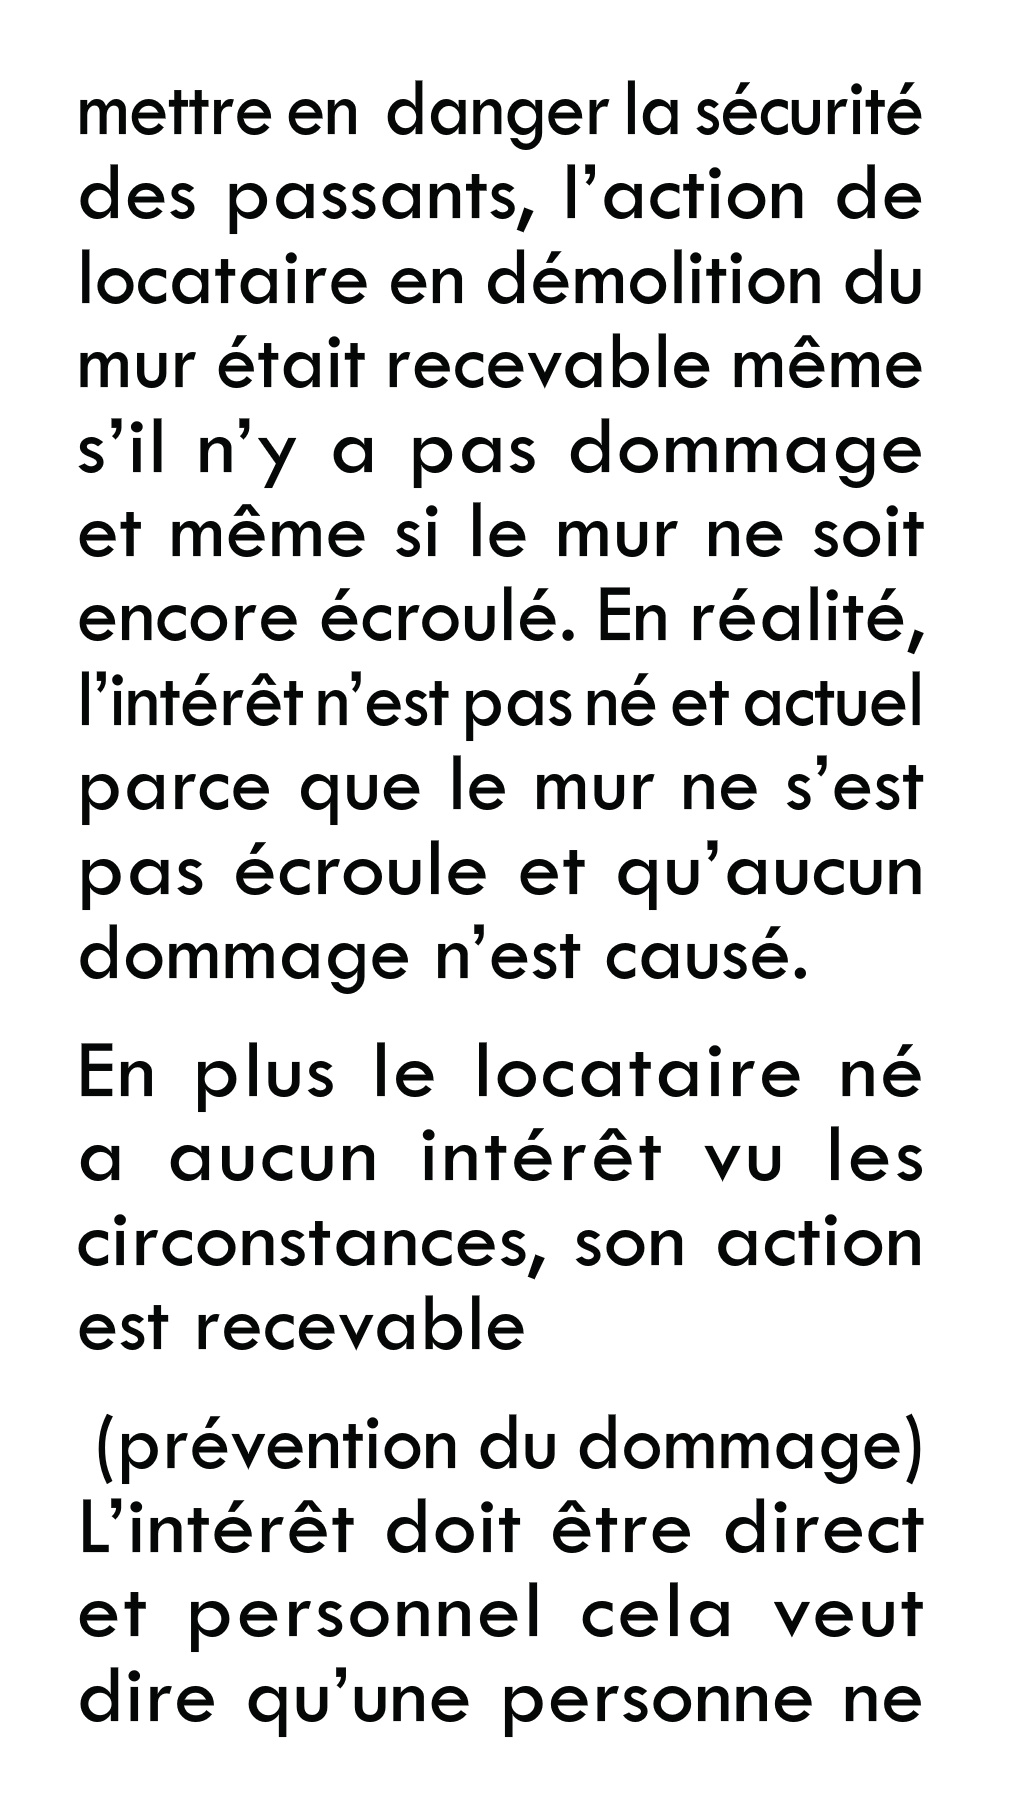 mettre en danger la sécurité
des passants, l’action de
locataire en démolition du
mur était recevable même
s’il n’y a pas dommage
et même si le mur ne soit
encore écroulé. En réalité,
l’intérêt n’est pas né et actuel
parce que le mur ne s’est
pas écroule et qu’aucun
dommage n’est causé.
En plus le locataire né
a aucun intérêt vu les
circonstances, son action
est recevable
(prévention du dommage)
L’intérêt doit être direct
et personnel cela veut
dire qu’une personne ne